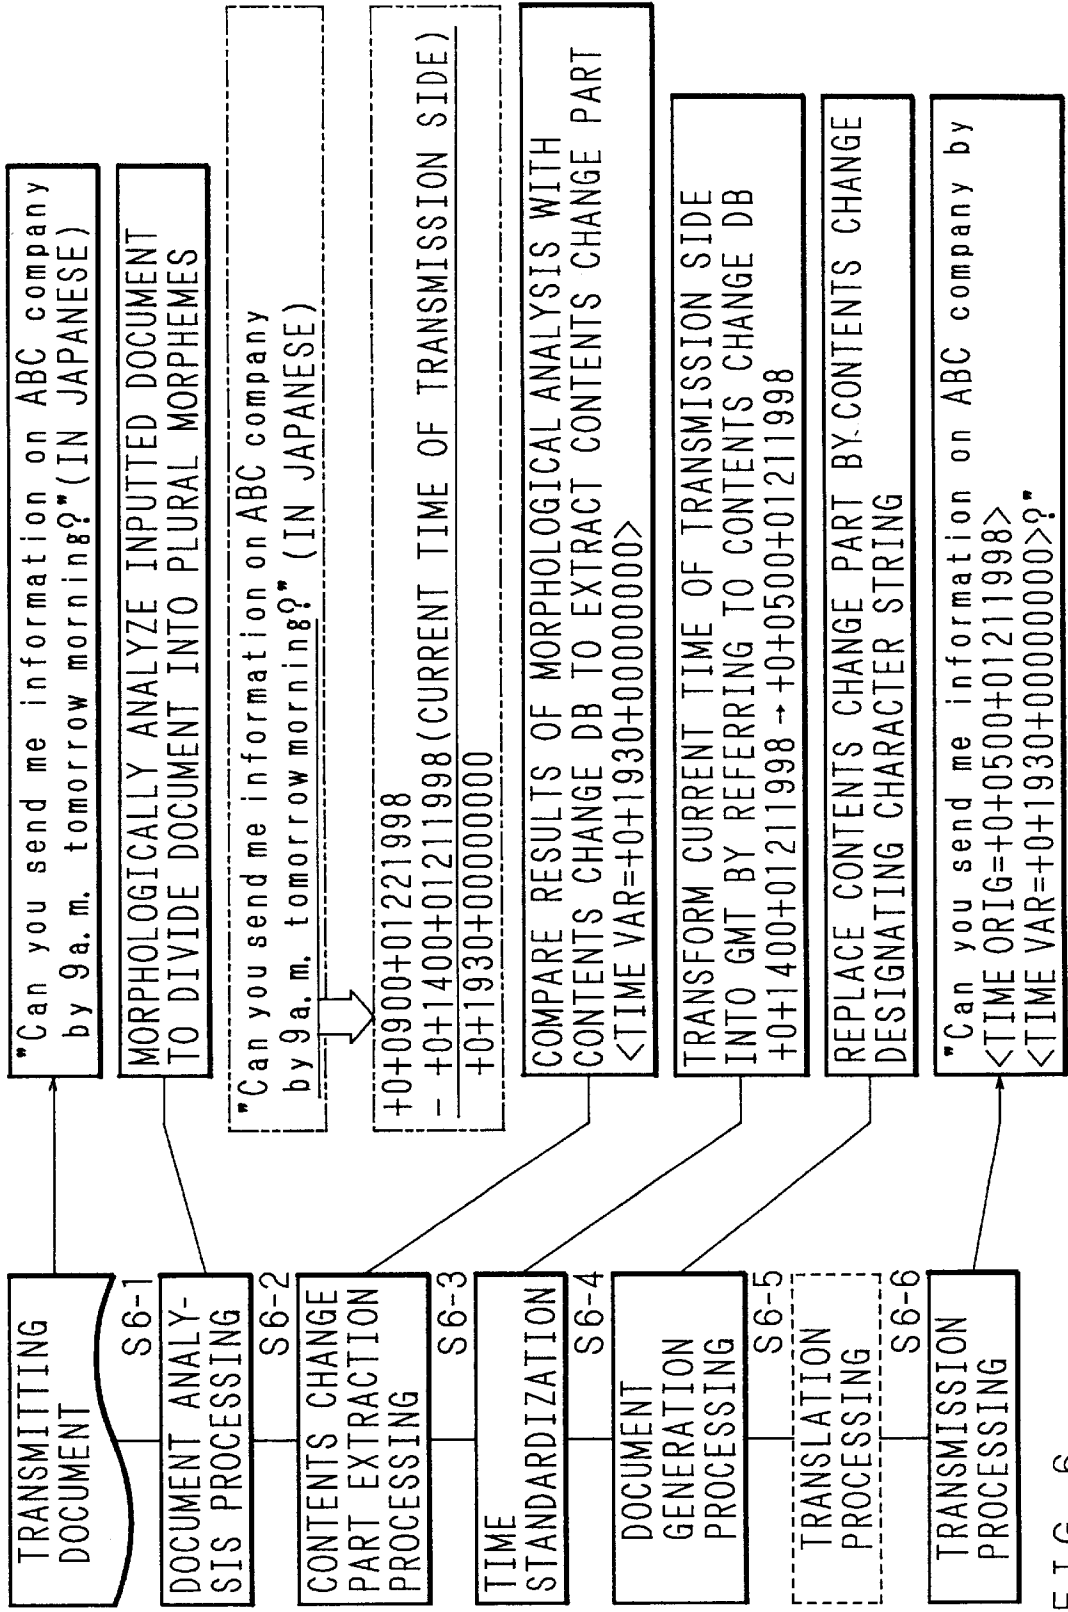 TRANSMITTING
DOCUMENT
"Can you send me information on ABC company
by 9a.m. tomorrow morning?"(IN JAPANESE)
S6-1
DOCUMENT ANALY-
SIS PROCESSING
MORPHOLOGICALLY ANALYZE INPUTTED DOCUMENT
TO DIVIDE DOCUMENT INTO PLURAL MORPHEMES
"Can you send me information on ABC company
by 9a.m. tomorrow morning?" (IN JAPANESE)
S6-2
CONTENTS CHANGE
PART EXTRACTION
PROCESSING
+0+0900+01221998
- +0+1400+01211998(CURRENT TIME OF TRANSMISSION SIDE)
+0+1930+00000000
COMPARE RESULTS OF MORPHOLOGICAL ANALYSIS WITH
CONTENTS CHANGE DB TO EXTRACT CONTENTS CHANGE PART
<TIME VAR=+0+1930+00000000>
S6-3
TIME
STANDARDIZATION
TRANSFORM CURRENT TIME OF TRANSMISSION SIDE
INTO GMT BY REFERRING TO CONTENTS CHANGE DB
+0+1400+01211998→+0+0500+01211998
S6-4
DOCUMENT
GENERATION
PROCESSING
REPLACE CONTENTS CHANGE PART BY CONTENTS CHANGE
DESIGNATING CHARACTER STRING
S6-5
TRANSLATION
PROCESSING
S6-6
TRANSMISSION
PROCESSING
"Can you send me information on ABC company by
<TIME ORIG=+0+0500+01211998>
<TIME VAR=+0+1930+00000000>?"
FIG. 6